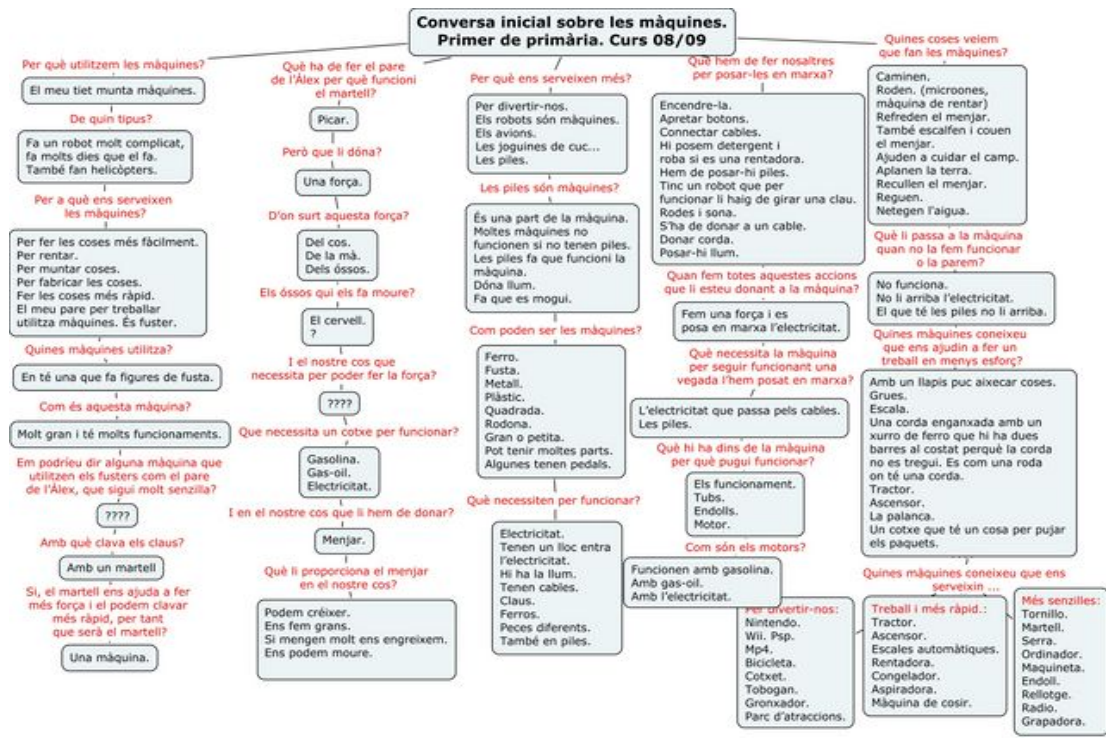 Conversa inicial sobre les màquines.
Primer de primària. Curs 08/09
Per què utilitzem les màquines?
El meu tiet munta màquines.
De quin tipus?
Fa un robot molt complicat,
fa molts dies que el fa.
També fan helicòpters.
Per a què ens serveixen
les màquines?
Per fer les coses més fàcilment.
Per rentar.
Per muntar coses.
Per fabricar les coses.
Fer les coses més ràpid.
El meu pare per treballar
utilitza màquines. És fuster.
Quines màquines utilitza?
En té una que fa figures de fusta.
Com és aquesta màquina?
Molt gran i té molts funcionaments.
Em podríeu dir alguna màquina que
utilitzen els fusters com el pare
de l'Álex, que sigui molt senzilla?
????
Amb què clava els claus?
Amb un martell
Si, el martell ens ajuda a fer
més força i el podem clavar
més ràpid, per tant
que serà el martell?
Una màquina.
Què ha de fer el pare
de l'Álex per què funcioni
el martell?
Picar.
Però que li dóna?
Una força.
D'on surt aquesta força?
Del cos.
De la mà.
Dels óssos.
Els óssos qui els fa moure?
El cervell.
?
I el nostre cos que
necessita per poder fer la força?
????
Que necessita un cotxe per funcionar?
Gasolina.
Gas-oil.
Electricitat.
I en el nostre cos que li hem de donar?
Menjar.
Què li proporciona el menjar
en el nostre cos?
Podem créixer.
Ens fem grans.
Si mengen molt ens engreixem.
Ens podem moure.
Per què ens serveixen més?
Per divertir-nos.
Els robots són màquines.
Els avions.
Les joguines de cuc...
Les piles.
Les piles són màquines?
És una part de la màquina.
Moltes màquines no
funcionen si no tenen piles.
Les piles fa que funcioni la
màquina.
Dóna llum.
Fa que es mogui.
Com poden ser les màquines?
Ferro.
Fusta.
Metall.
Plàstic.
Quadrada.
Rodona.
Gran o petita.
Pot tenir moltes parts.
Algunes tenen pedals.
Què necessiten per funcionar?
Electricitat.
Tenen un lloc entra
l'electricitat.
Hi ha la llum.
Tenen cables.
Claus.
Ferros.
Peces diferents.
També en piles.
Què hem de fer nosaltres
per posar-les en marxa?
Encendre-la.
Apretar botons.
Connectar cables.
Hi posem detergent i
roba si es una rentadora.
Hem de posar-hi piles.
Tinc un robot que per
funcionar li haig de girar una clau.
Rodes i sona.
S'ha de donar a un cable.
Donar corda.
Posar-hi llum.
Quan fem totes aquestes accions
que li esteu donant a la màquina?
Fem una força i es
posa en marxa l'electricitat.
Què necessita la màquina
per seguir funcionant una
vegada l'hem posat en marxa?
L'electricitat que passa pels cables.
Les piles.
Què hi ha dins de la màquina
per què pugui funcionar?
Els funcionament.
Tubs.
Endolls.
Motor.
Com són els motors?
Funcionen amb gasolina.
Amb gas-oil.
Amb l'electricitat.
Quines coses veiem
que fan les màquines?
Caminen.
Roden. (microones,
màquina de rentar)
Refreden el menjar.
També escalfen i couen
el menjar.
Ajuden a cuidar el camp.
Aplanen la terra.
Recullen el menjar.
Reguen.
Netegen l'aigua.
Què li passa a la màquina
quan no la fem funcionar
o la parem?
No funciona.
No li arriba l'electricitat.
El que té les piles no li arriba.
Quines màquines coneixeu
que ens ajudin a fer un
treball en menys esforç?
Amb un llapis puc aixecar coses.
Grues.
Escala.
Una corda enganxada amb un
xurro de ferro que hi ha dues
barres al costat perquè la corda
no es tregui. Es com una roda
on té una corda.
Tractor.
Ascensor.
La palanca.
Un cotxe que té un cosa per pujar
els paquets.
Quines màquines coneixeu que ens
serveixin ...
Per divertir-nos:
Nintendo.
Wii. Psp.
Mp4.
Bicicleta.
Cotxet.
Tobogan.
Gronxador.
Parc d'atraccions.
Treball i més ràpid.:
Tractor.
Ascensor.
Escales automàtiques.
Rentadora.
Congelador.
Aspiradora.
Màquina de cosir.
Més senzilles:
Tornillo.
Martell.
Serra.
Ordinador.
Maquineta.
Endoll.
Rellotge.
Radio.
Grapadora.